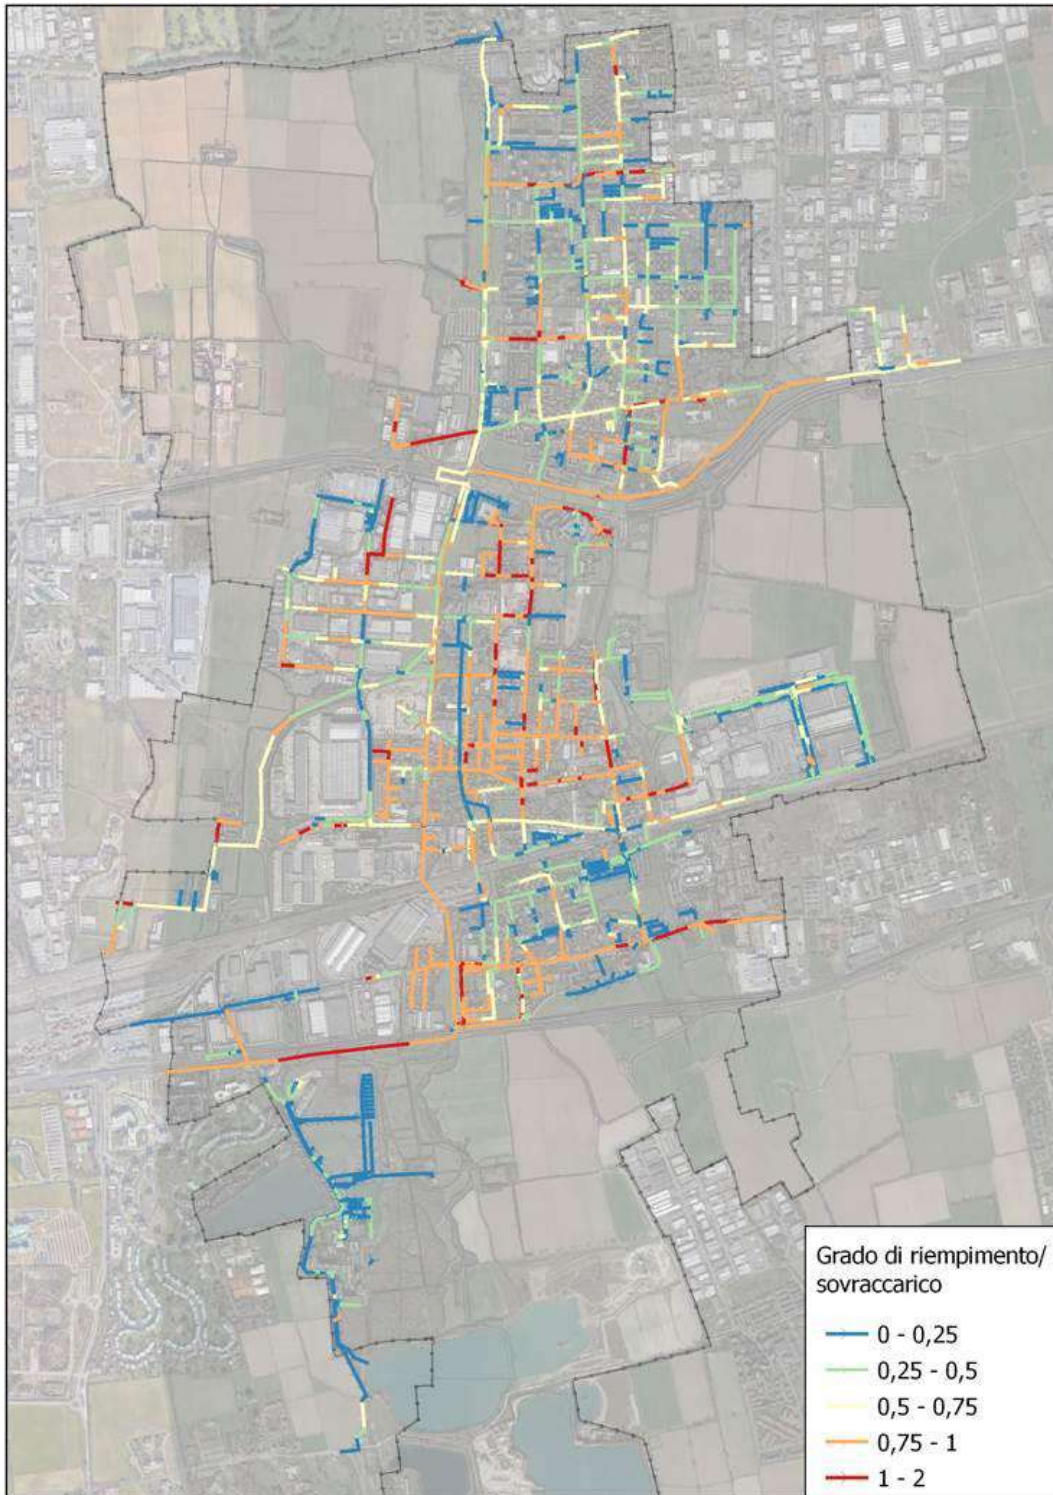 Grado di riempimento/
sovraccarico
0 - 0,25
0,25 - 0,5
0,5 - 0,75
0,75 - 1
1 - 2